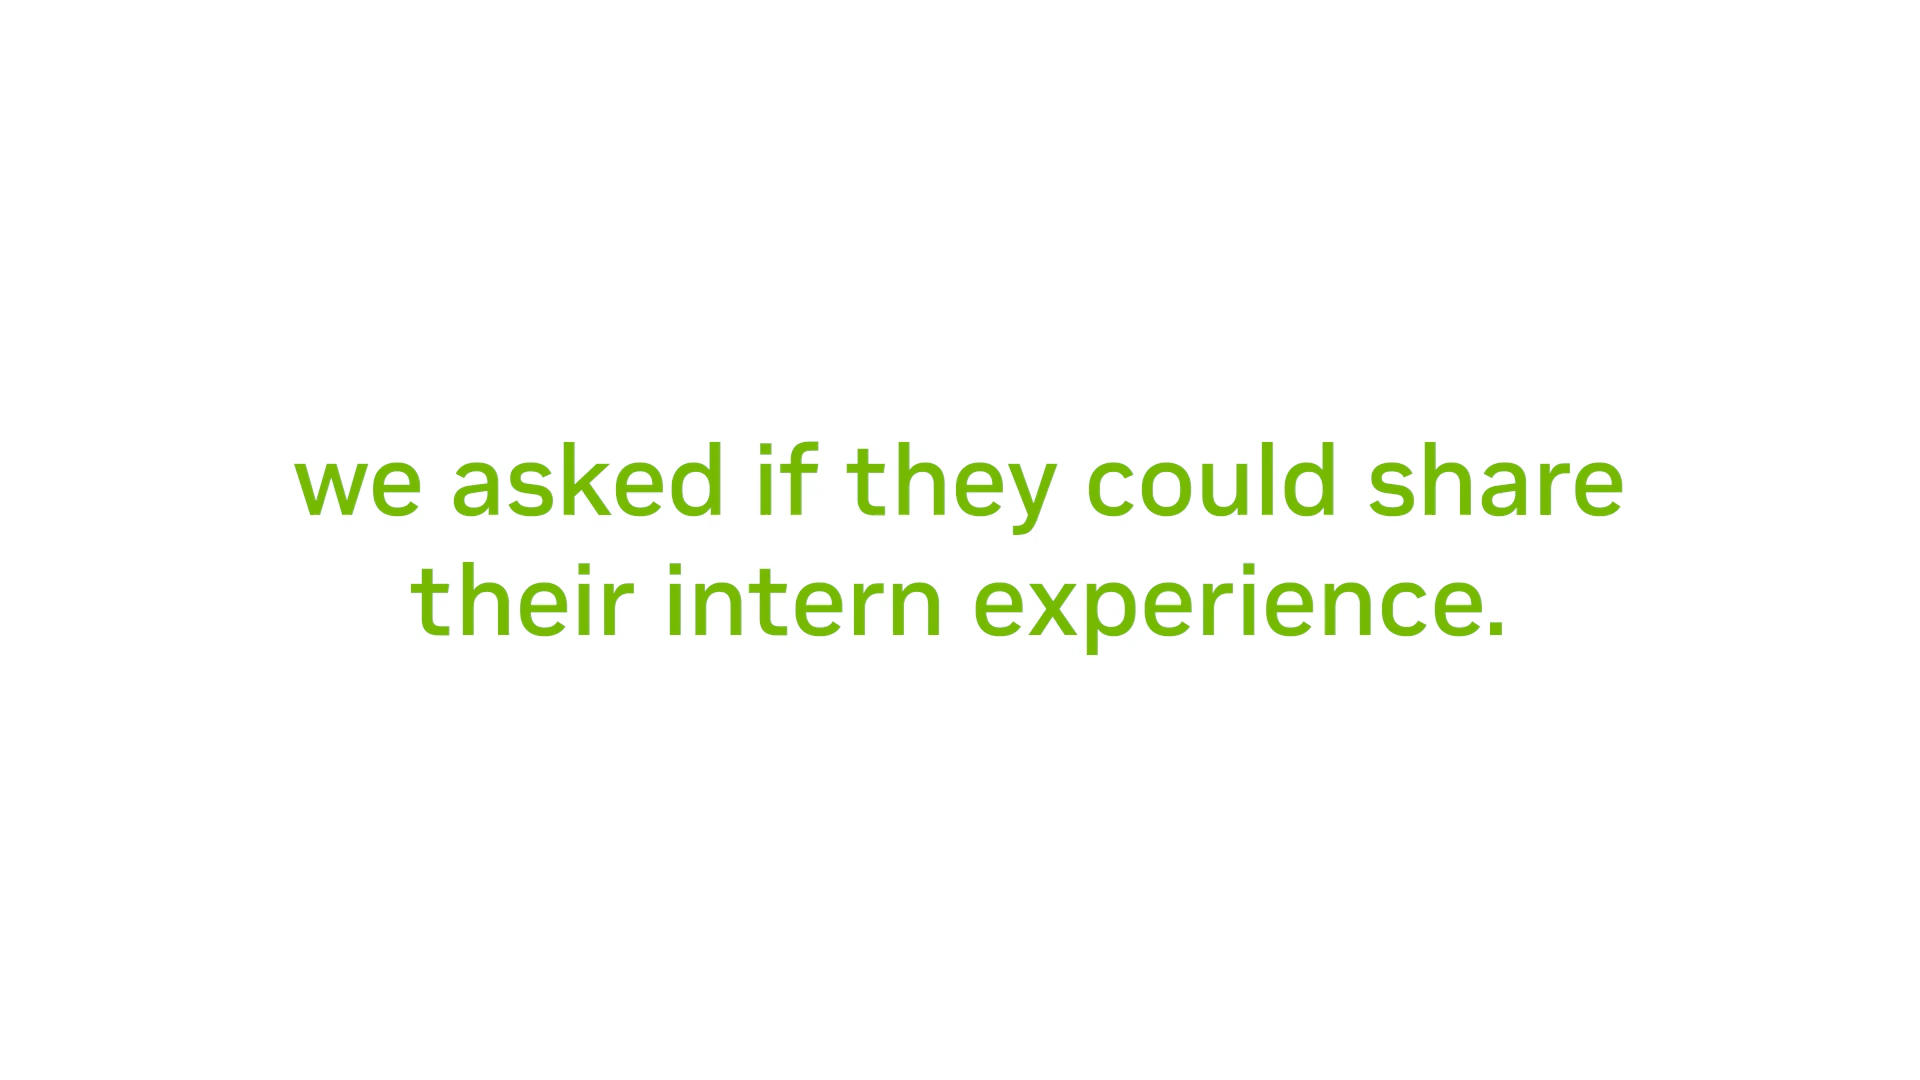 we asked if they could share
their intern experience.